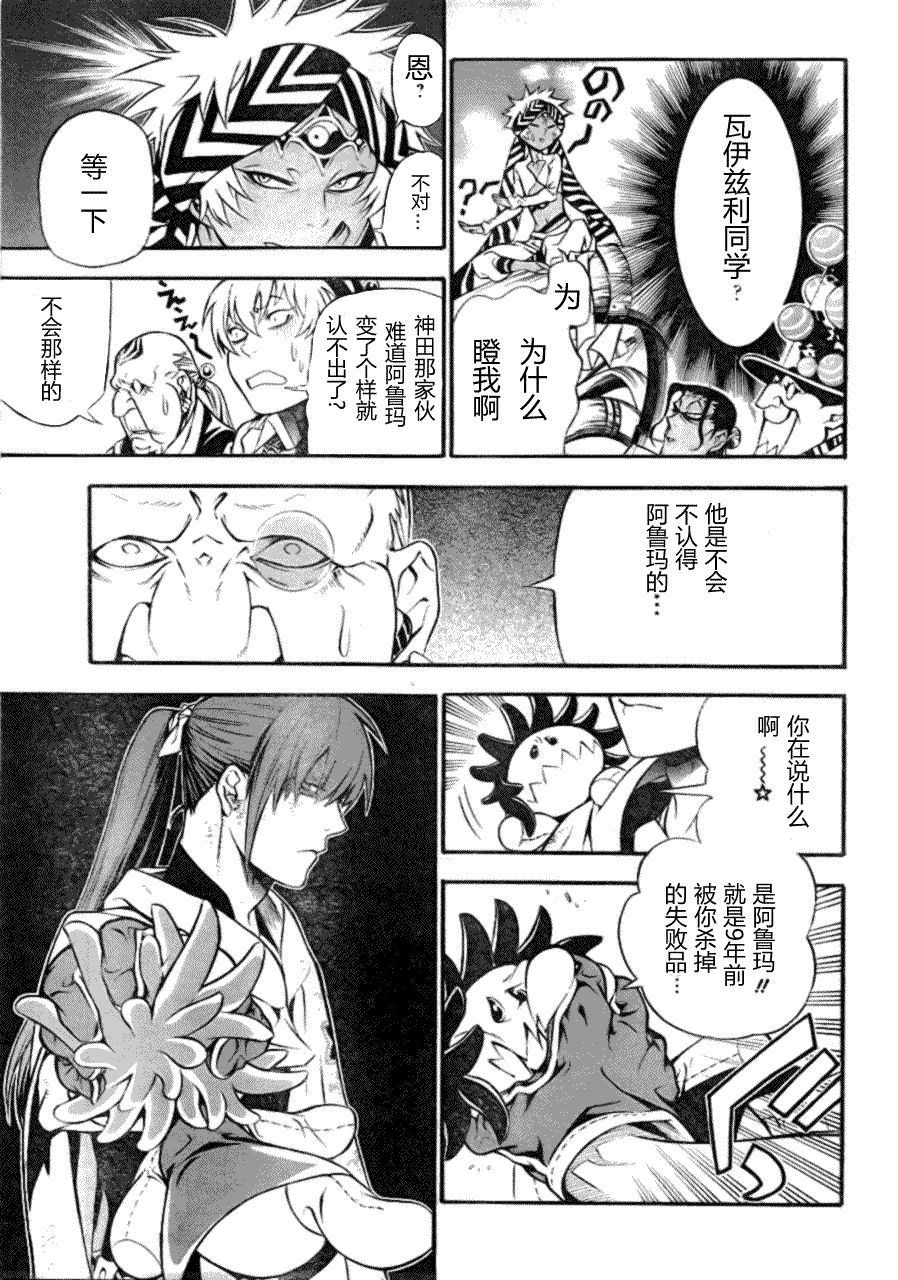 瓦伊兹利同学?
ののの~
???
为
为什么
瞪我啊
恩?
不对…
等一下
神田那家伙
难道阿鲁玛
变了个样就
认不出了?
不会那样的
他是不会
不认得
阿鲁玛的…
你在说什么
啊~~~☆
是阿鲁玛!!
就是9年前
被你杀掉
的失败品…